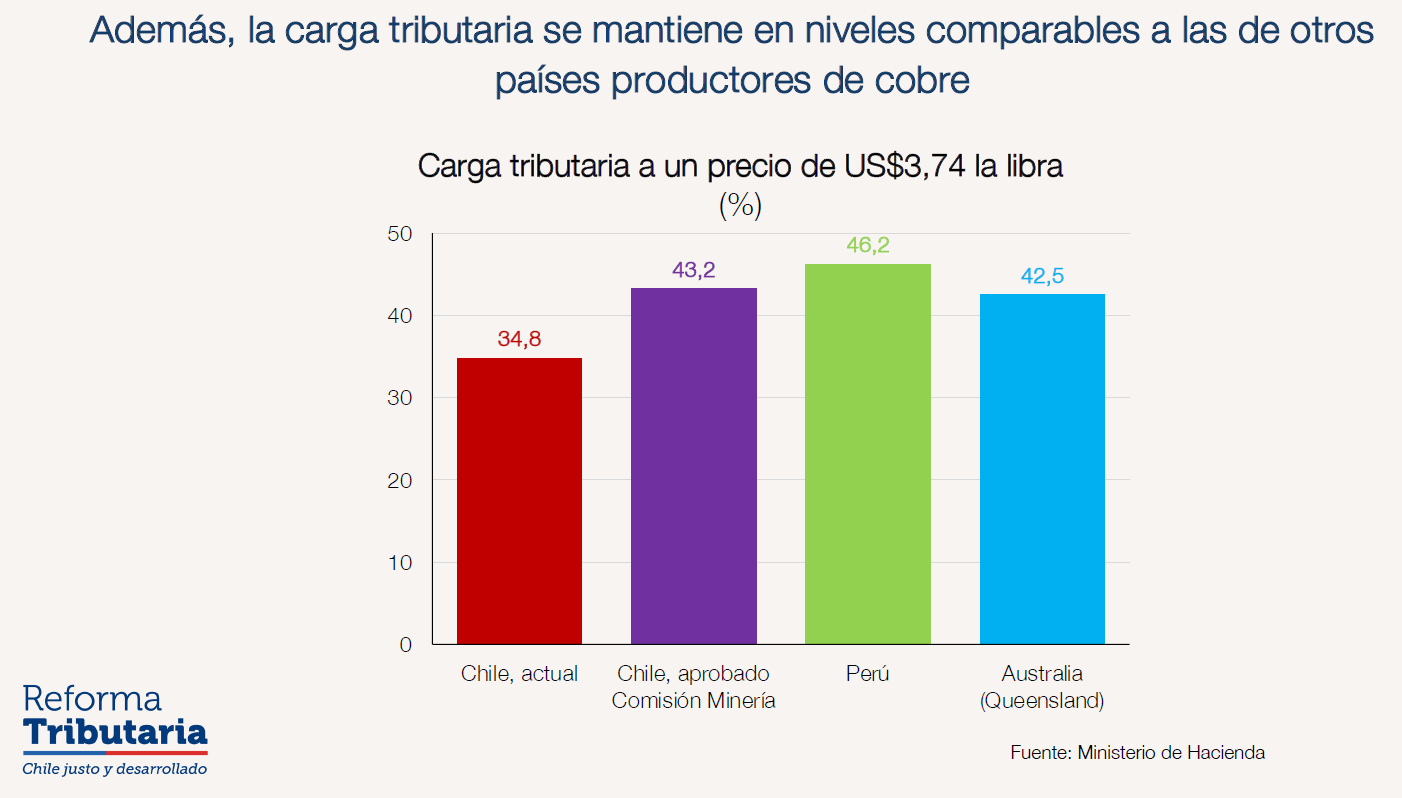 Además, la carga tributaria se mantiene en niveles comparables a las de otros
países productores de cobre
Carga tributaria a un precio de US$3,74 la libra
(%)
50
40
30
20
10
0
34,8
43,2
46,2
42,5
Chile, actual
Chile, aprobado
Comisión Minería
Perú
Australia
(Queensland)
Reforma
Tributaria
Chile justo y desarrollado
Fuente: Ministerio de Hacienda